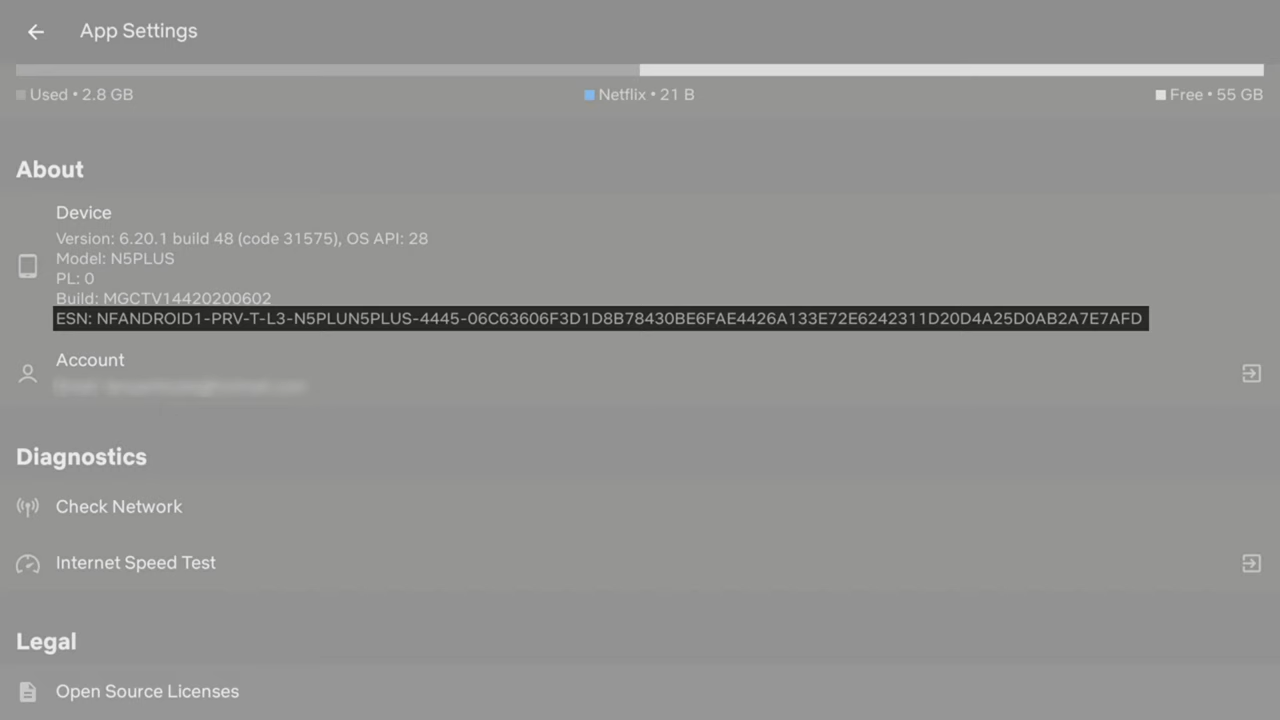 App Settings
Used • 2.8 GB
Netflix • 21 B
Free • 55 GB
About
Device
Version: 6.20.1 build 48 (code 31575), OS API: 28
Model: N5PLUS
PL: 0
Build: MGCTV14420200602
ESN: NFANDROID1-PRV-T-L3-N5PLUN5PLUS-4445-06C63606F3D1D8B78430BE6FAE4426A133E72E6242311D20D4A25D0AB2A7E7AFD
Account
Diagnostics
Check Network
Internet Speed Test
Legal
Open Source Licenses